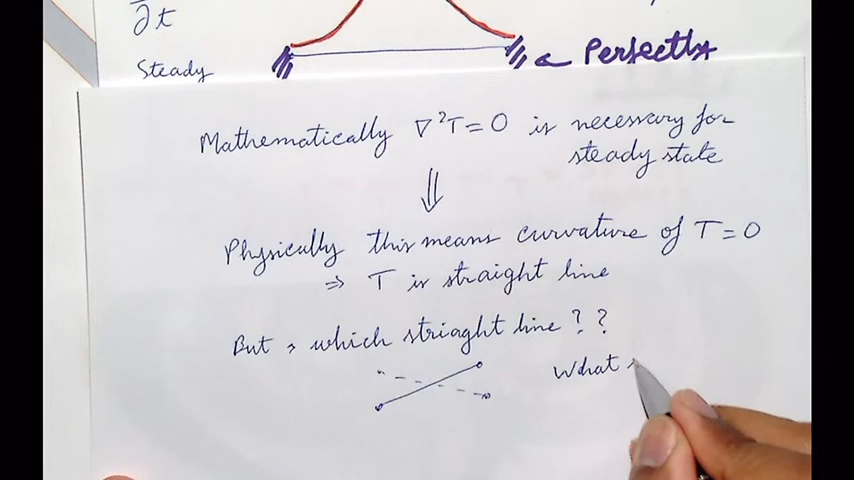 ∂t
Steady
Perfectly
Mathematically ∇²T = 0 is necessary for
steady state
⇓
Physically this means curvature of T = 0
⇒ T is straight line
But, which striaght line ??
What